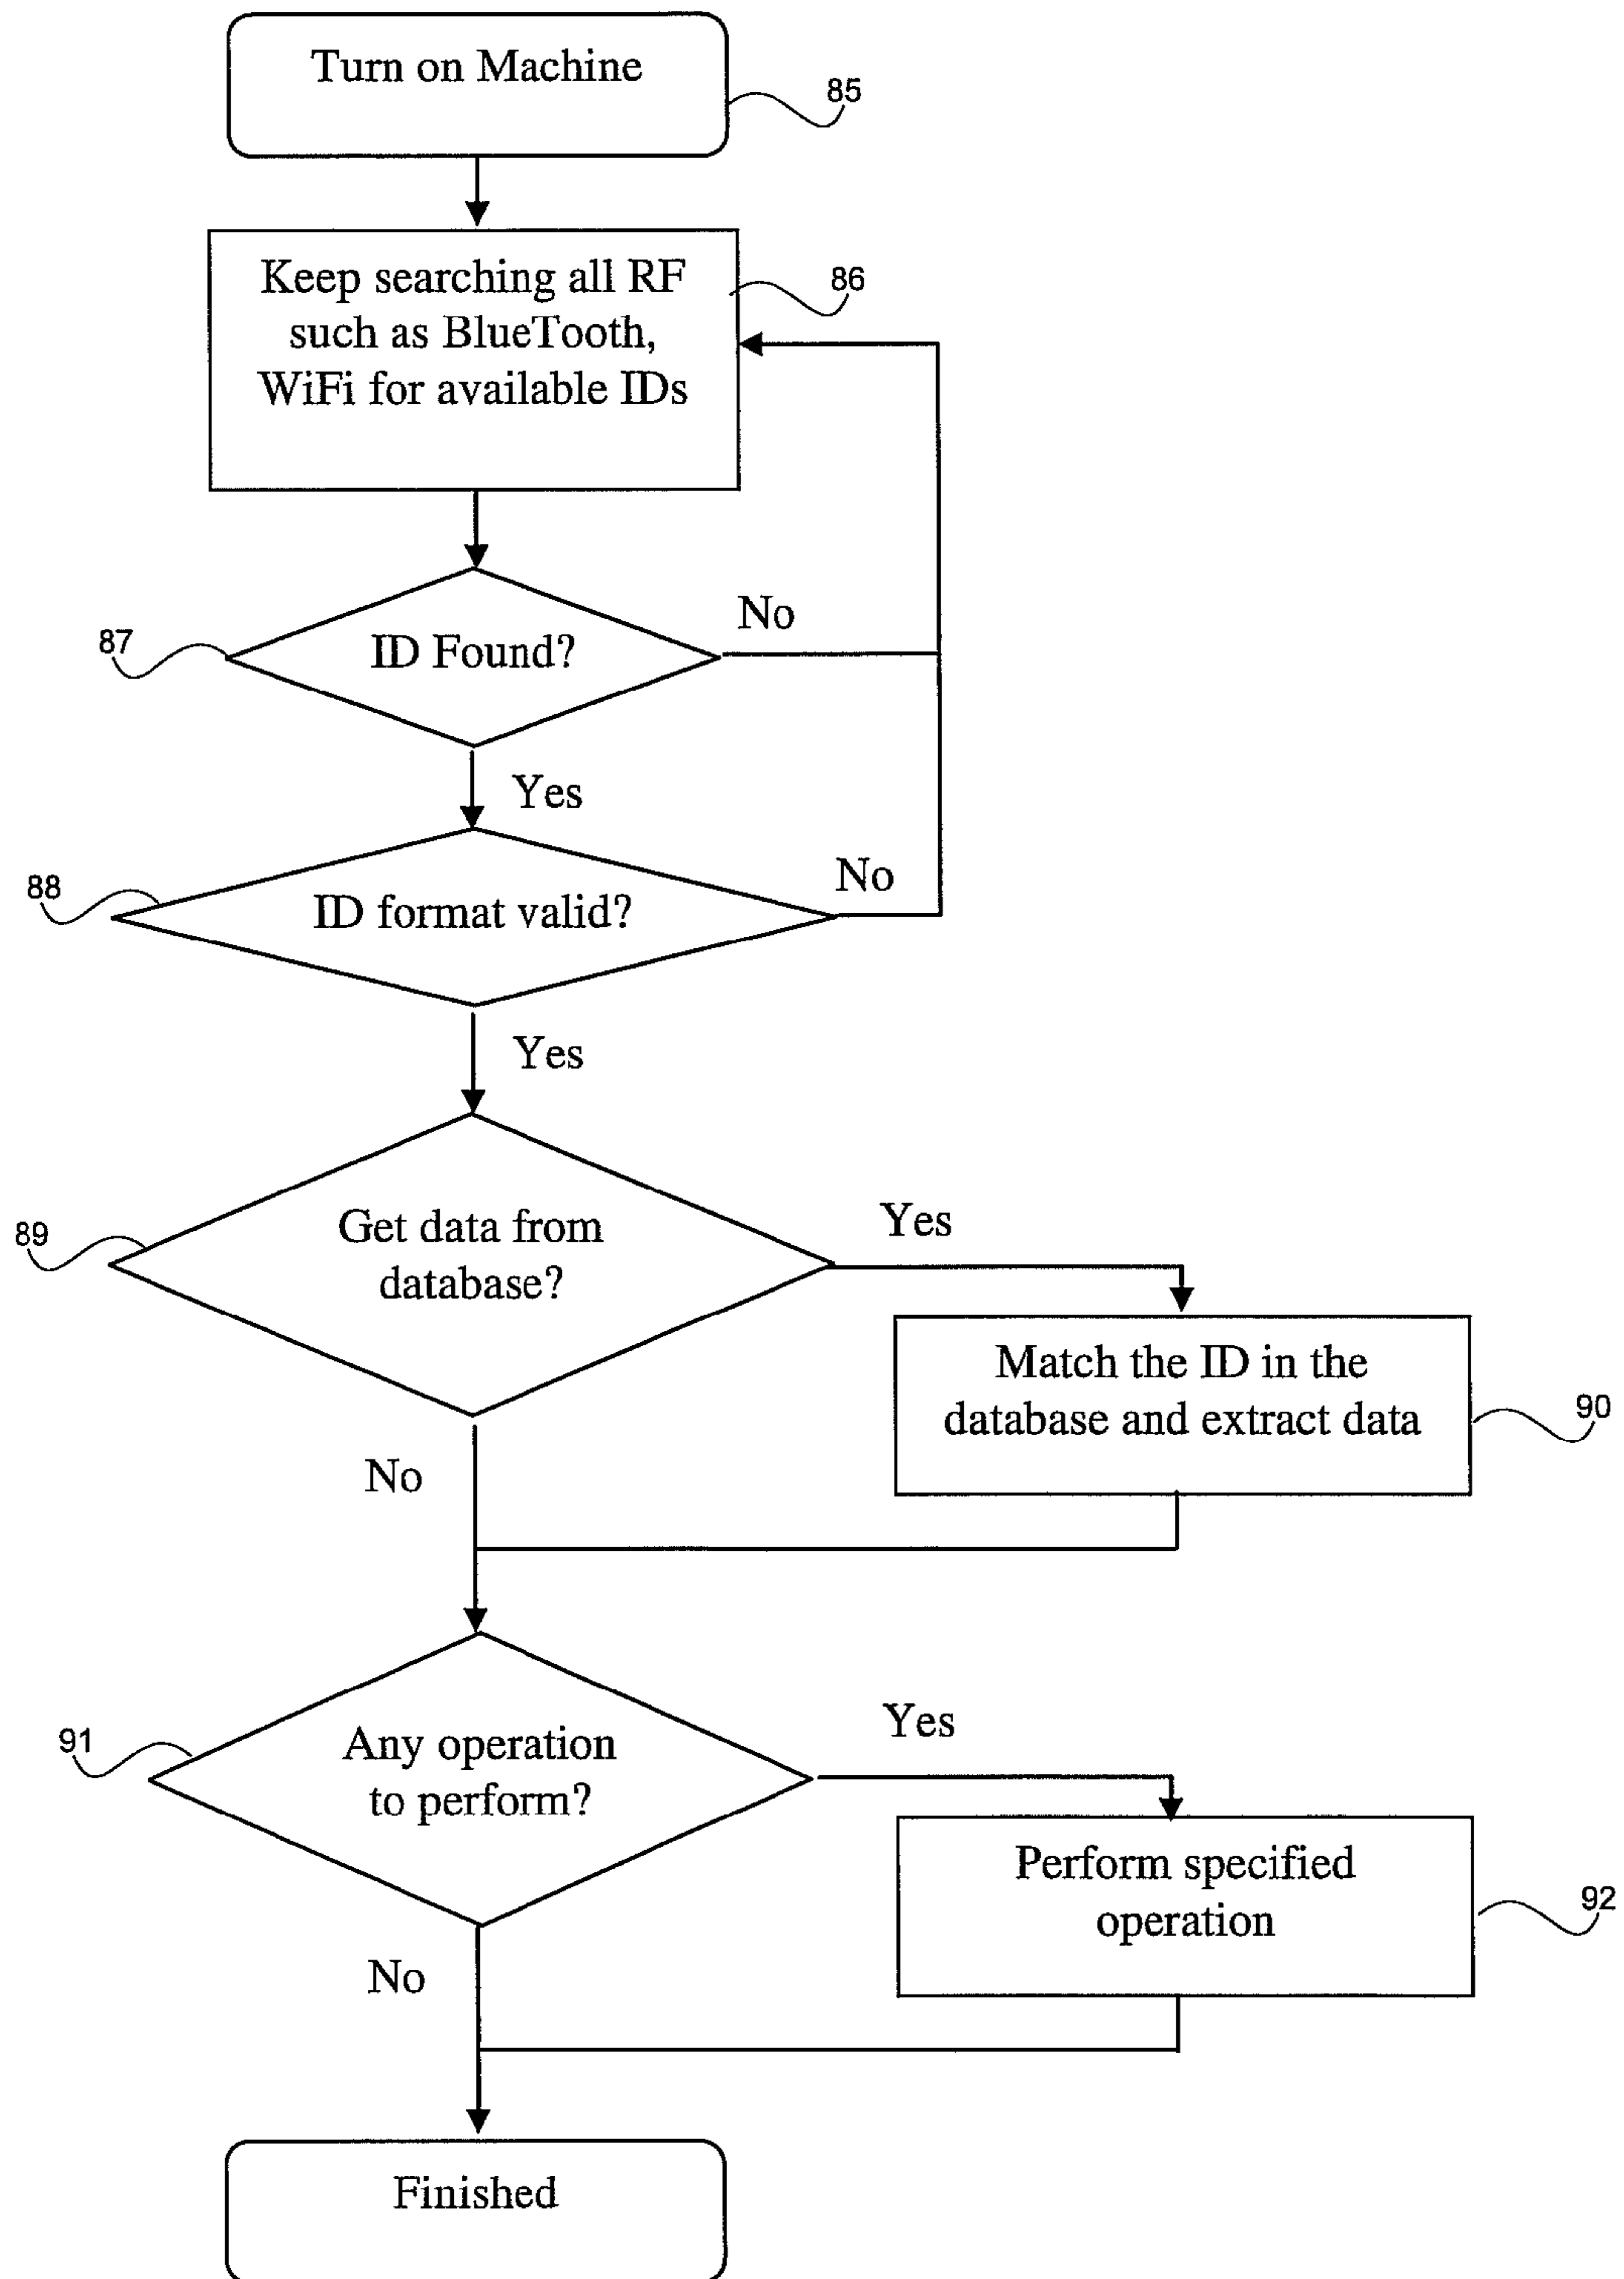 Turn on Machine
85
Keep searching all RF
such as BlueTooth,
WiFi for available IDs
86
ID Found?
87
No
Yes
ID format valid?
88
No
Yes
Get data from
database?
89
Yes
Match the ID in the
database and extract data
90
No
Any operation
to perform?
91
Yes
Perform specified
operation
92
No
Finished